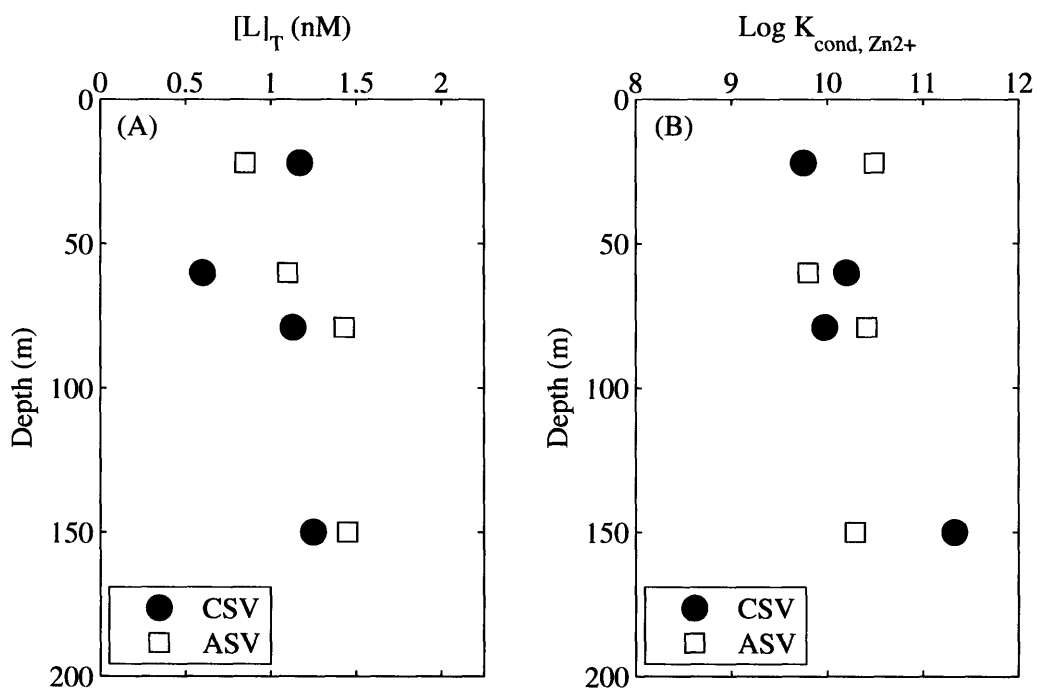 [L]T (nM)
0 0.5 1 1.5 2
0
50
100
150
200
Depth (m)
(A)
CSV
ASV
Log Kcond, Zn2+
8 9 10 11 12
0
50
100
150
200
Depth (m)
(B)
CSV
ASV